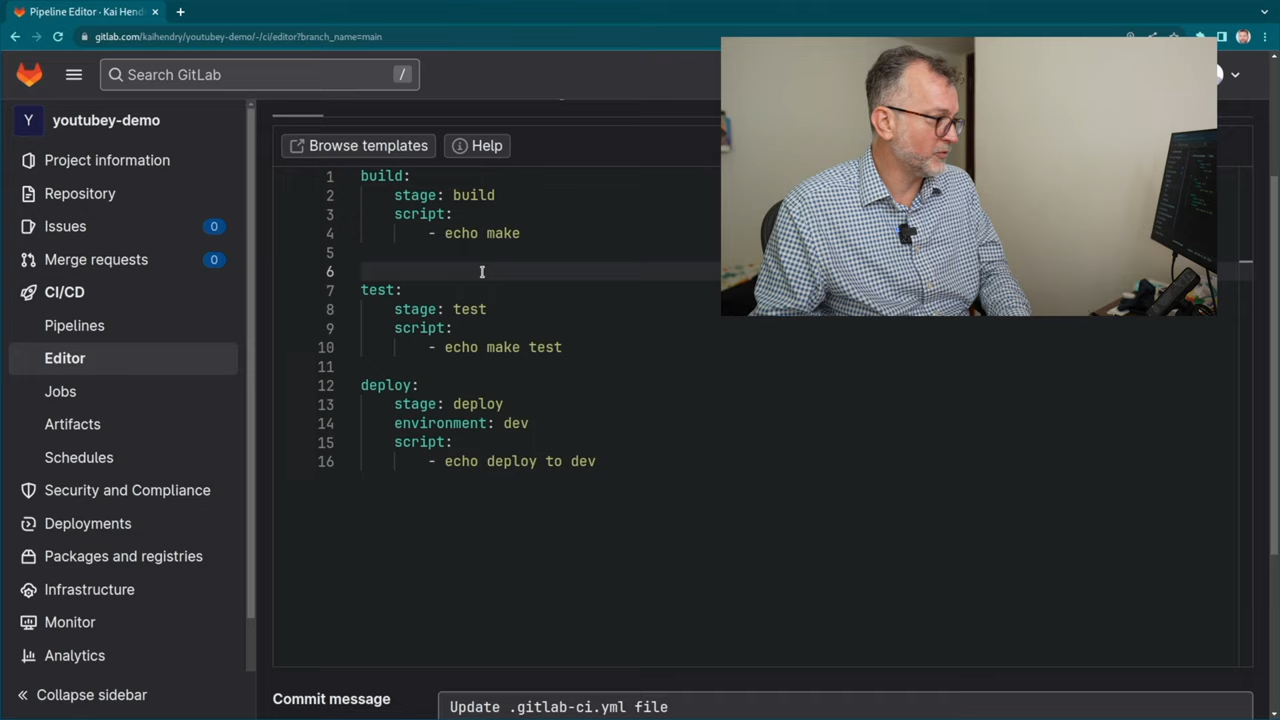 Pipeline Editor · Kai Hend
gitlab.com/kaihendry/youtubey-demo/-/ci/editor?branch_name=main
Search GitLab
/
Y
youtubey-demo
Project information
Repository
Issues
0
Merge requests
0
CI/CD
Pipelines
Editor
Jobs
Artifacts
Schedules
Security and Compliance
Deployments
Packages and registries
Infrastructure
Monitor
Analytics
Collapse sidebar
Browse templates
Help
1 build:
2 stage: build
3 script:
4 - echo make
5
6
7 test:
8 stage: test
9 script:
10 - echo make test
11
12 deploy:
13 stage: deploy
14 environment: dev
15 script:
16 - echo deploy to dev
Commit message
Update .gitlab-ci.yml file